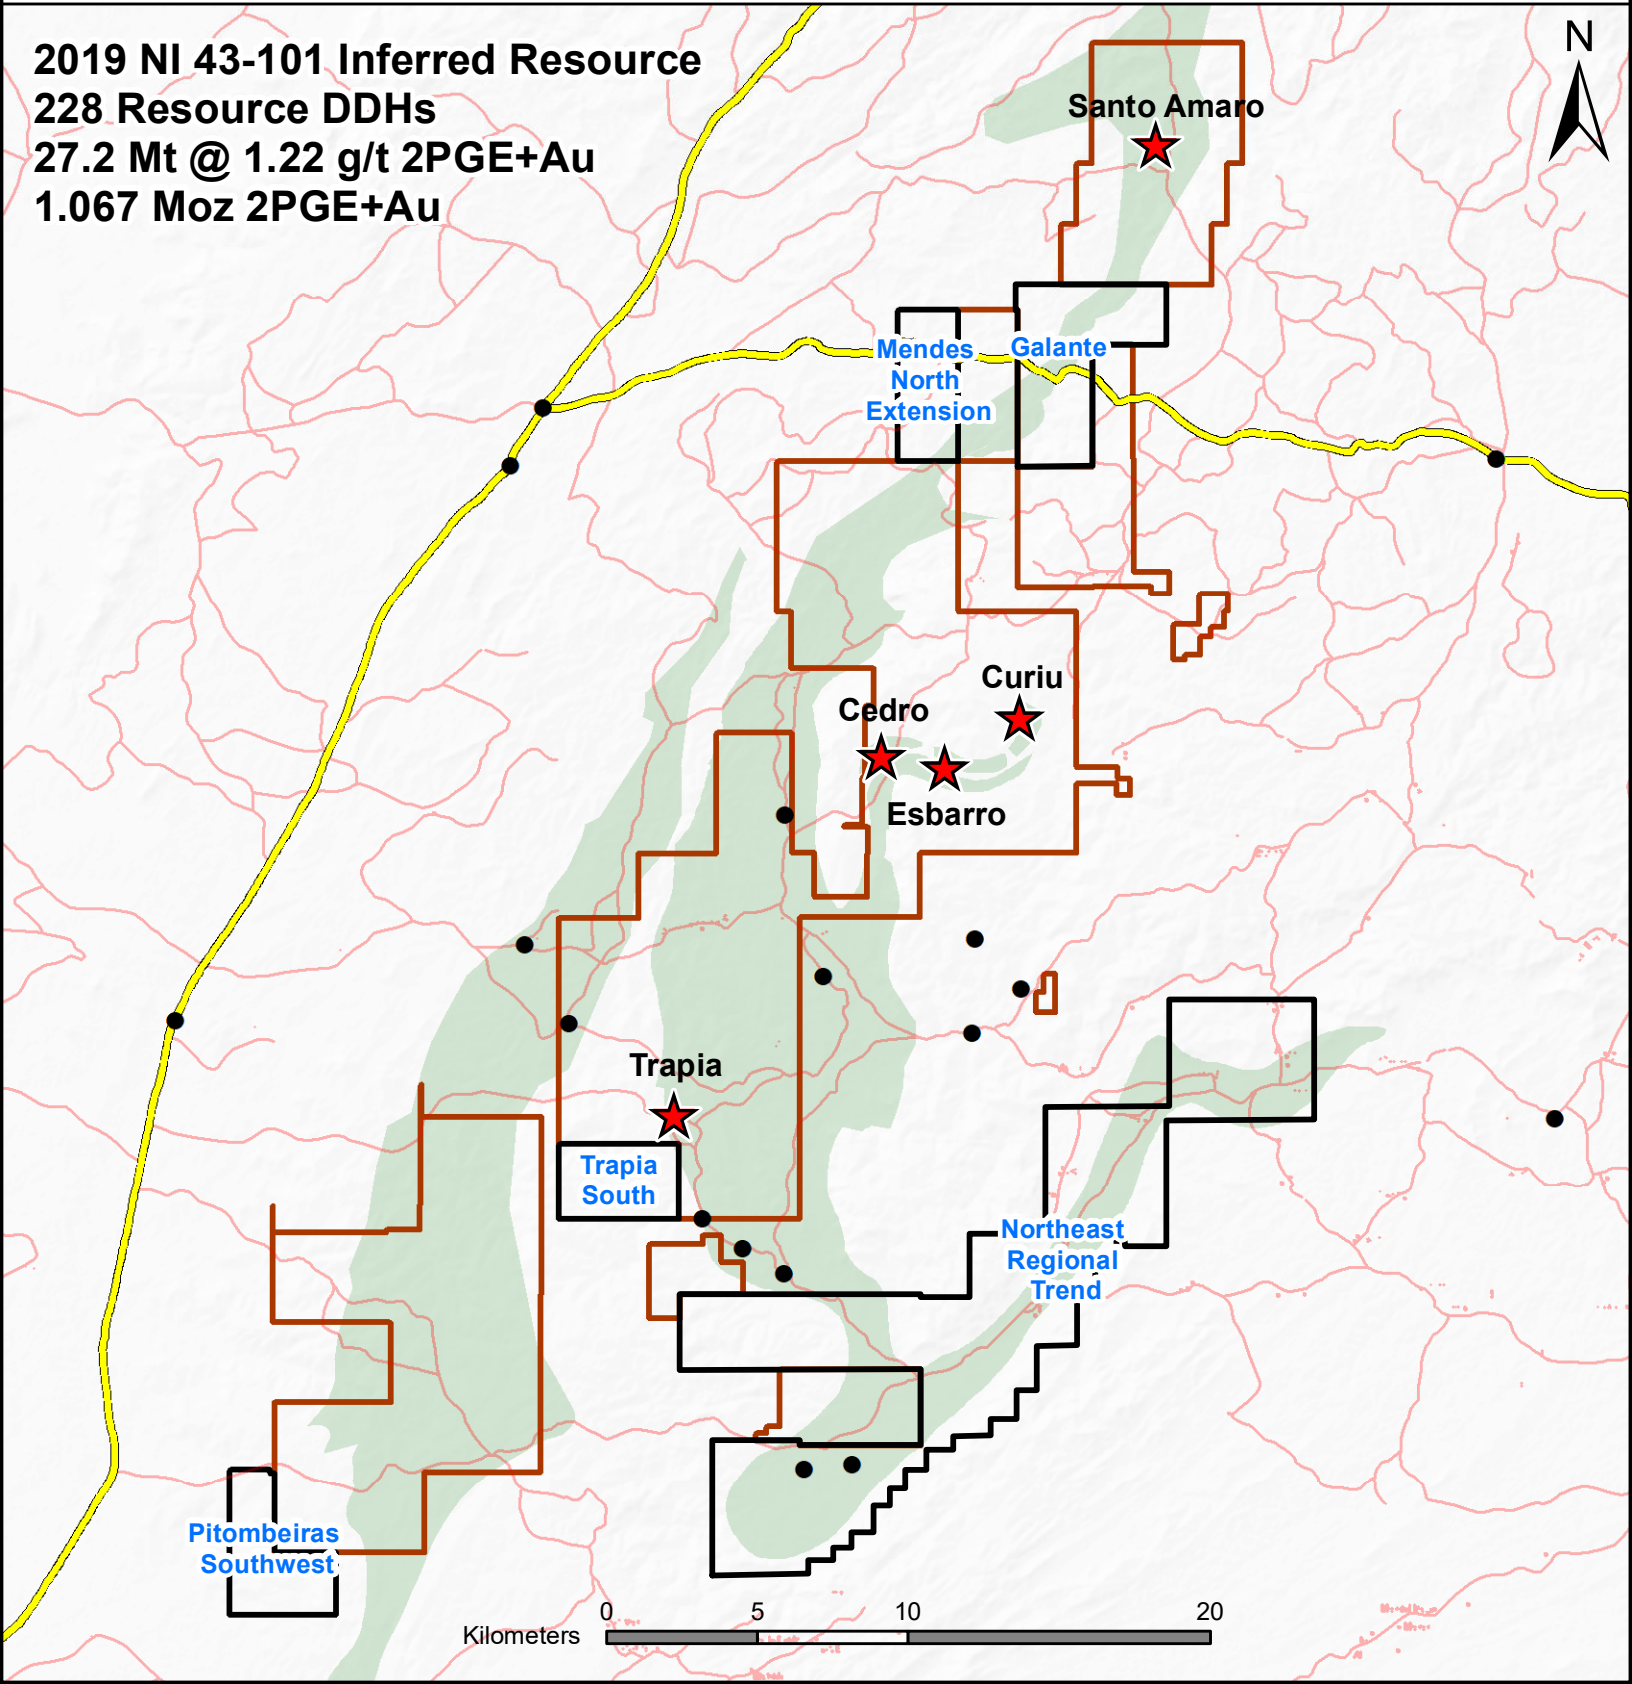 2019 NI 43-101 Inferred Resource
228 Resource DDHs
27.2 Mt @ 1.22 g/t 2PGE+Au
1.067 Moz 2PGE+Au
N
Santo Amaro
Mendes
North
Extension
Galante
Curiu
Cedro
Esbarro
Trapia
Trapia
South
Northeast
Regional
Trend
Pitombeiras
Southwest
0 5 10 20
Kilometers